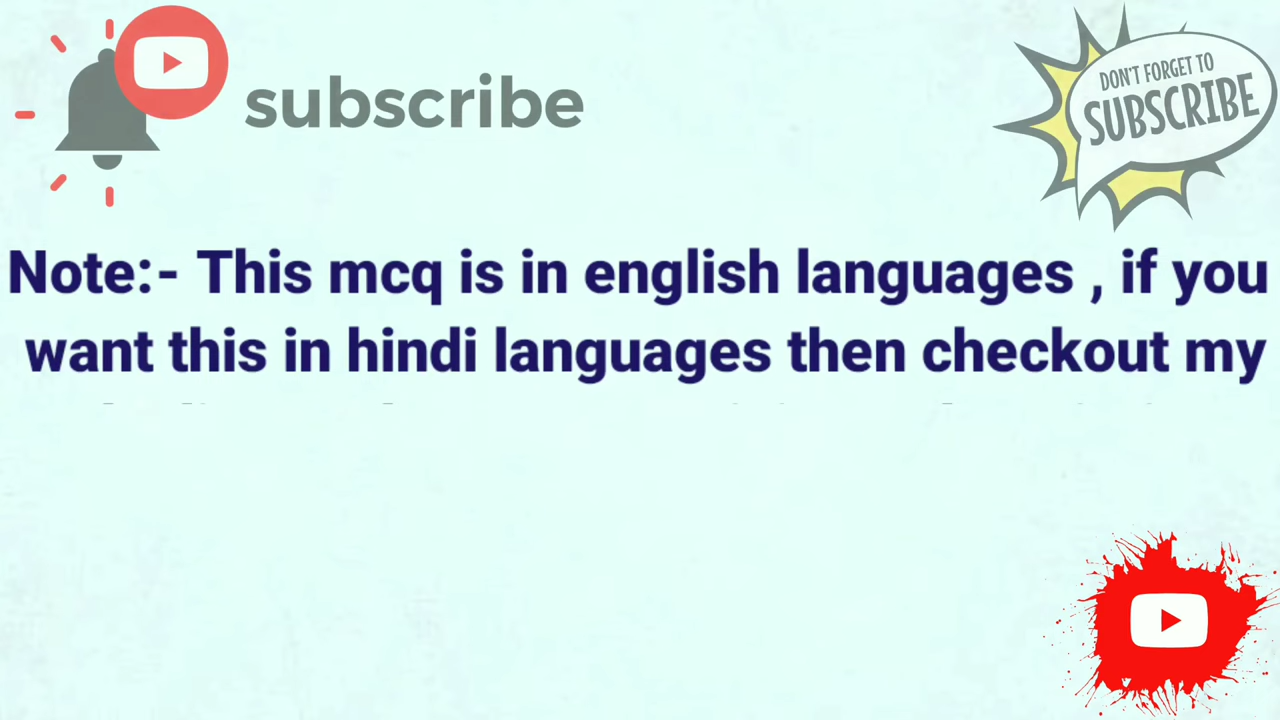 subscribe
DON'T FORGET TO
SUBSCRIBE
Note:- This mcq is in english languages , if you
want this in hindi languages then checkout my